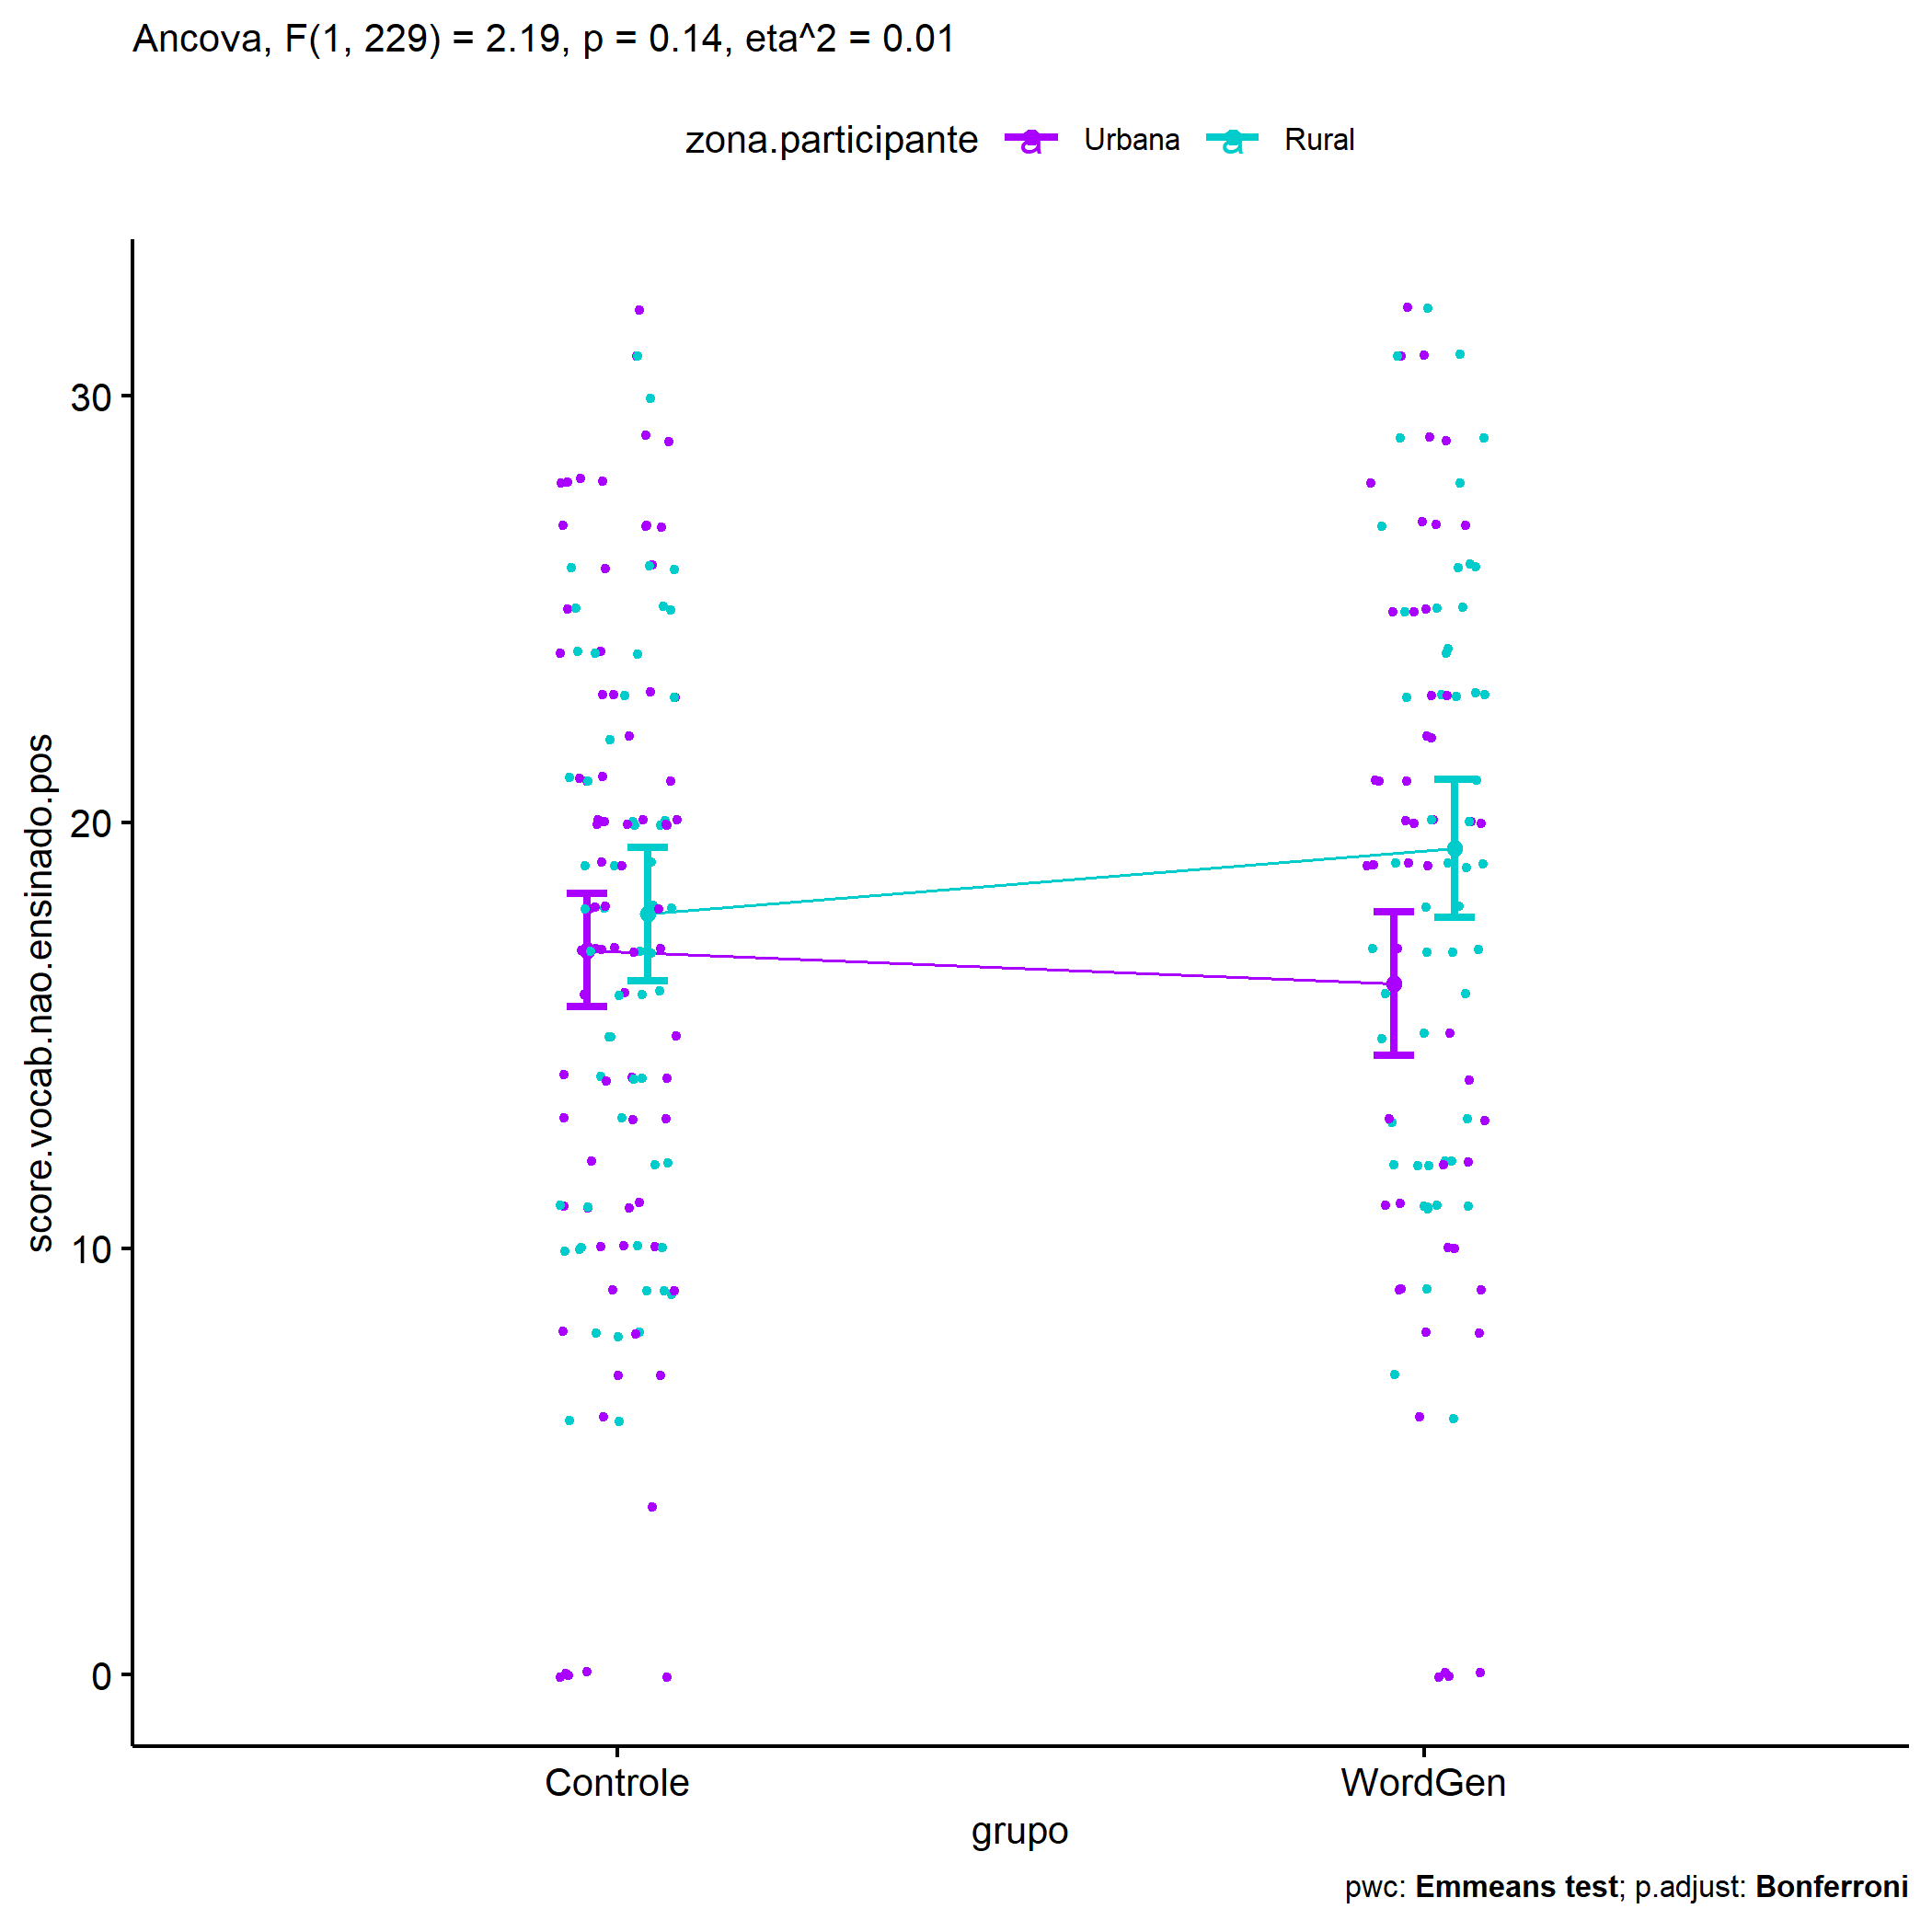 Ancova, F(1, 229) = 2.19, p = 0.14, eta^2 = 0.01
zona.participante a Urbana a Rural
score.vocab.nao.ensinado.pos
30
20
10
0
Controle WordGen
grupo
pwc: Emmeans test; p.adjust: Bonferroni